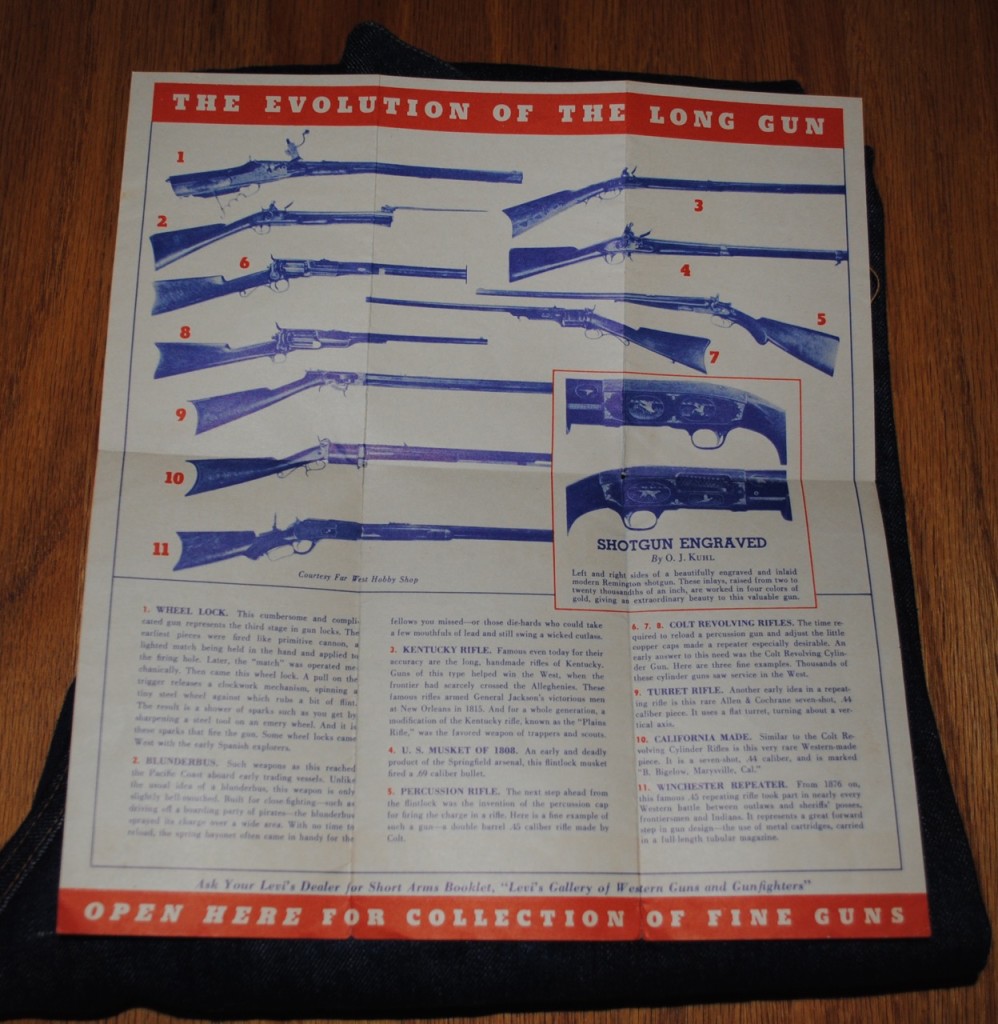 THE EVOLUTION OF THE LONG GUN
1
2
3
4
5
6
7
8
9
10
11
Courtesy Far West Hobby Shop
SHOTGUN ENGRAVED
By O. J. KUHL
Left and right sides of a beautifully engraved and inlaid
modern Remington shotgun. These inlays, raised from two to
twenty thousandths of an inch, are worked in four colors of
gold, giving an extraordinary beauty to this valuable gun.
1. WHEEL LOCK. This cumbersome and compli-
cated gun represents the third stage in gun locks. The
earliest pieces were fired like primitive cannon, a
lighted match being held in the hand and applied to
the firing hole. Later, the "match" was operated me-
chanically. Then came this wheel lock. A pull on the
trigger releases a clockwork mechanism, spinning a
tiny steel wheel against which rubs a bit of flint.
The result is a shower of sparks such as you get by
sharpening a steel tool on an emery wheel. And it is
these sparks that fire the gun. Some wheel locks came
West with the early Spanish explorers.
2. BLUNDERBUS. Such weapons as this reached
the Pacific Coast aboard early trading vessels. Unlike
the usual idea of a blunderbus, this weapon is only
slightly bell-mouthed. Built for close-fighting—such as
driving off a boarding party of pirates—the blunderbus
sprayed its charge over a wide area. With no time to
reload, the spring bayonet often came in handy for the
fellows you missed—or those die-hards who could take
a few mouthfuls of lead and still swing a wicked cutlass.
3. KENTUCKY RIFLE. Famous even today for their
accuracy are the long, handmade rifles of Kentucky.
Guns of this type helped win the West, when the
frontier had scarcely crossed the Alleghenies. These
famous rifles armed General Jackson's victorious men
at New Orleans in 1815. And for a whole generation, a
modification of the Kentucky rifle, known as the "Plains
Rifle," was the favored weapon of trappers and scouts.
4. U. S. MUSKET OF 1808. An early and deadly
product of the Springfield arsenal, this flintlock musket
fired a .69 caliber bullet.
5. PERCUSSION RIFLE. The next step ahead from
the flintlock was the invention of the percussion cap
for firing the charge in a rifle. Here is a fine example of
such a gun—a double barrel .45 caliber rifle made by
Colt.
6. 7. 8. COLT REVOLVING RIFLES. The time re-
quired to reload a percussion gun and adjust the little
copper caps made a repeater especially desirable. An
early answer to this need was the Colt Revolving Cylin-
der Gun. Here are three fine examples. Thousands of
these cylinder guns saw service in the West.
9. TURRET RIFLE. Another early idea in a repeat-
ing rifle is this rare Allen & Cochrane seven-shot, .44
caliber piece. It uses a flat turret, turning about a ver-
tical axis.
10. CALIFORNIA MADE. Similar to the Colt Re-
volving Cylinder Rifles is this very rare Western-made
piece. It is a seven-shot, .44 caliber, and is marked
"B. Bigelow, Marysville, Cal."
11. WINCHESTER REPEATER. From 1876 on,
this famous .45 repeating rifle took part in nearly every
Western battle between outlaws and sheriffs' posses,
frontiersmen and Indians. It represents a great forward
step in gun design—the use of metal cartridges, carried
in a full-length tubular magazine.
Ask Your Levi's Dealer for Short Arms Booklet, "Levi's Gallery of Western Guns and Gunfighters"
OPEN HERE FOR COLLECTION OF FINE GUNS